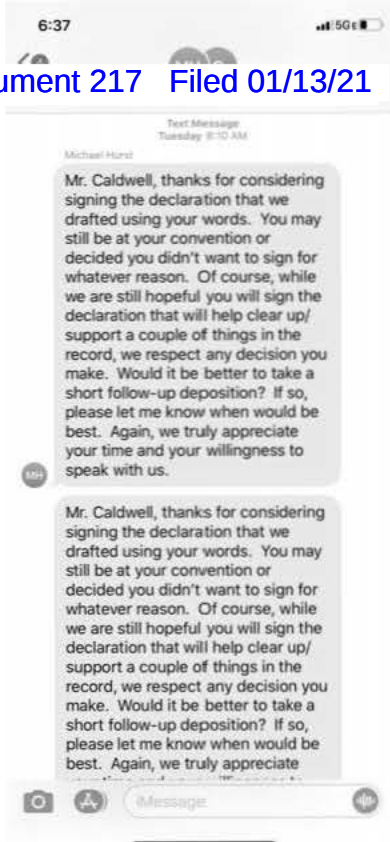 6:37
5GE
ument 217 Filed 01/13/21
Text Message
Tuesday 8:10 AM
Michael Hurst
Mr. Caldwell, thanks for considering
signing the declaration that we
drafted using your words. You may
still be at your convention or
decided you didn't want to sign for
whatever reason. Of course, while
we are still hopeful you will sign the
declaration that will help clear up/
support a couple of things in the
record, we respect any decision you
make. Would it be better to take a
short follow-up deposition? If so,
please let me know when would be
best. Again, we truly appreciate
your time and your willingness to
speak with us.
MH
Mr. Caldwell, thanks for considering
signing the declaration that we
drafted using your words. You may
still be at your convention or
decided you didn't want to sign for
whatever reason. Of course, while
we are still hopeful you will sign the
declaration that will help clear up/
support a couple of things in the
record, we respect any decision you
make. Would it be better to take a
short follow-up deposition? If so,
please let me know when would be
best. Again, we truly appreciate
iMessage